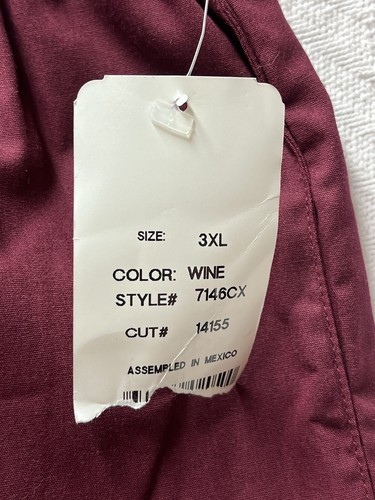 SIZE: 3XL
COLOR: WINE
STYLE# 7146CX
CUT# 14155
ASSEMBLED IN MEXICO